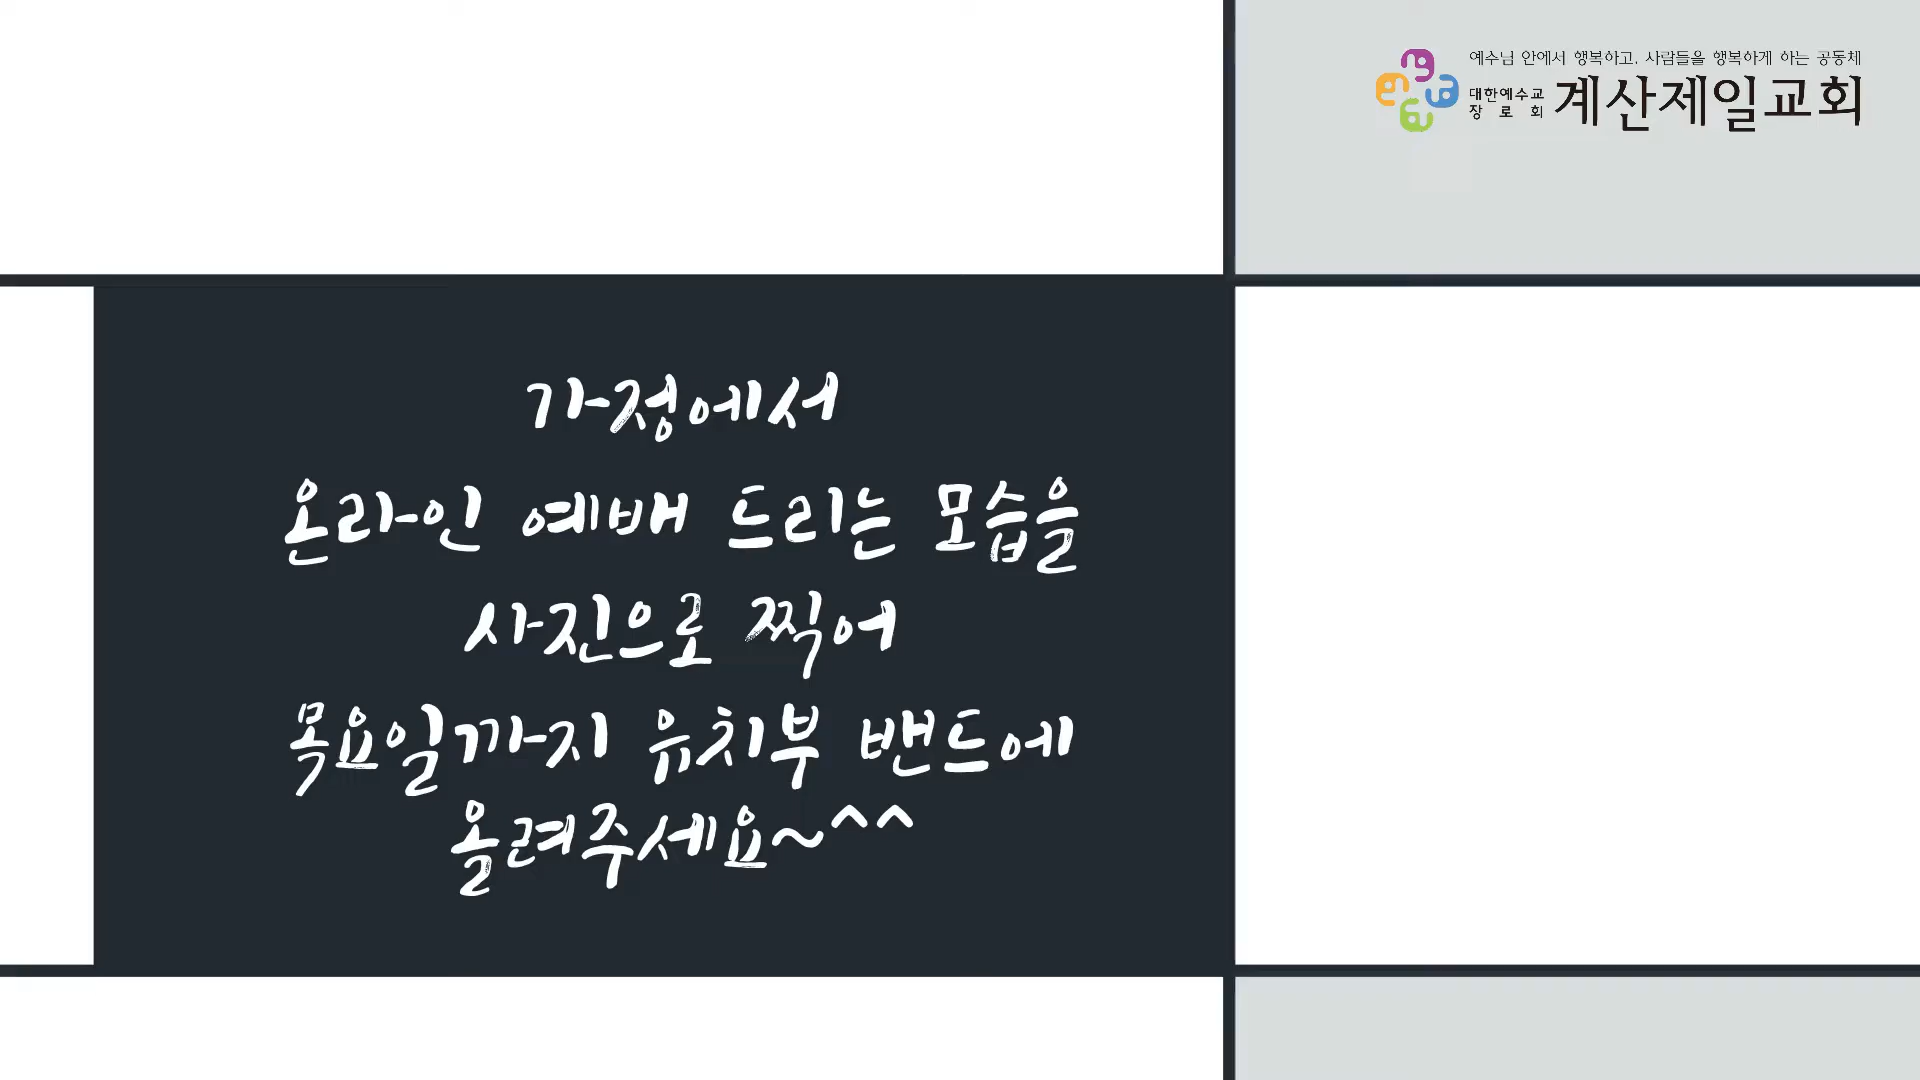 예수님 안에서 행복하고, 사람들을 행복하게 하는 공동체
대한예수교
장로회
계산제일교회
가정에서
온라인 예배 드리는 모습을
사진으로 찍어
목요일까지 유치부 밴드에
올려주세요~^^